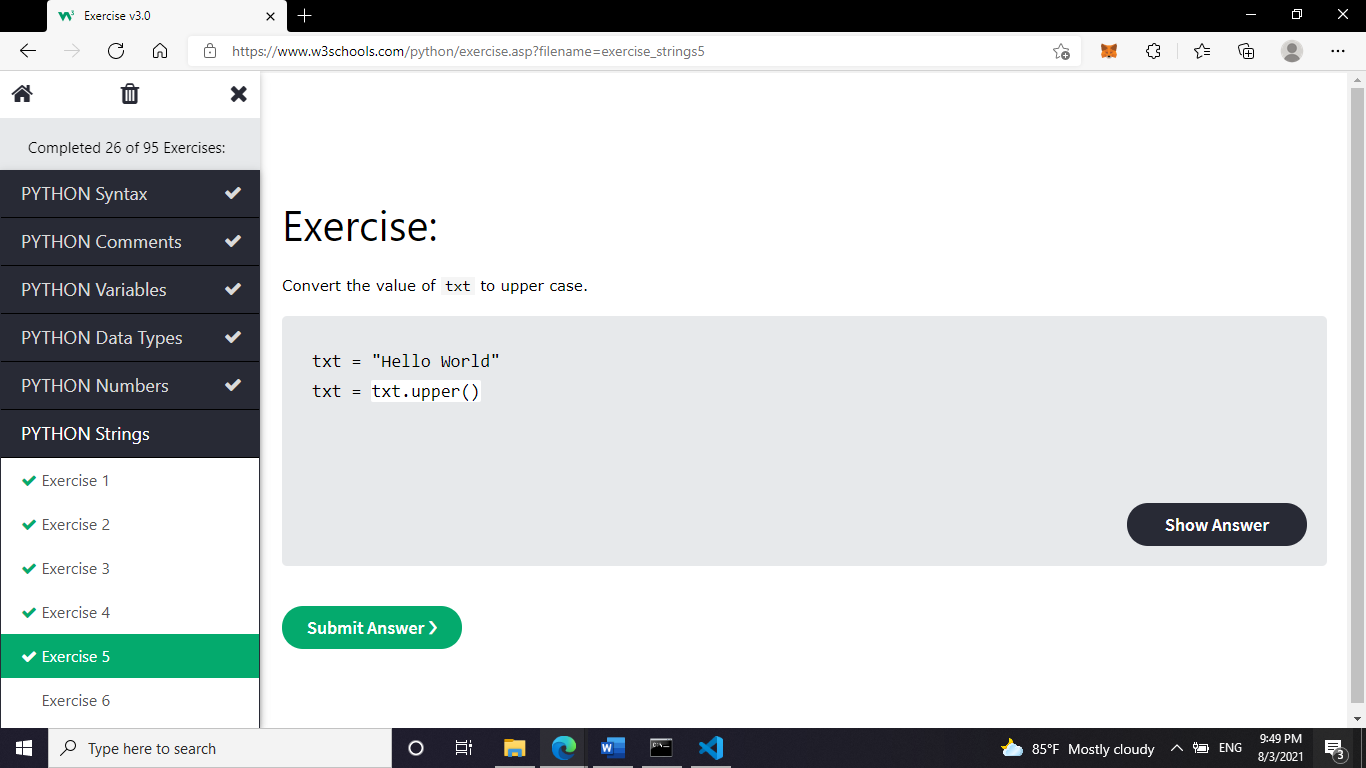 Exercise v3.0
https://www.w3schools.com/python/exercise.asp?filename=exercise_strings5
Completed 26 of 95 Exercises:
PYTHON Syntax
PYTHON Comments
PYTHON Variables
PYTHON Data Types
PYTHON Numbers
PYTHON Strings
Exercise 1
Exercise 2
Exercise 3
Exercise 4
Exercise 5
Exercise 6
Exercise:
Convert the value of txt to upper case.
txt = "Hello World"
txt = txt.upper()
Show Answer
Submit Answer ❯
Type here to search
85°F Mostly cloudy
ENG
9:49 PM
8/3/2021
3